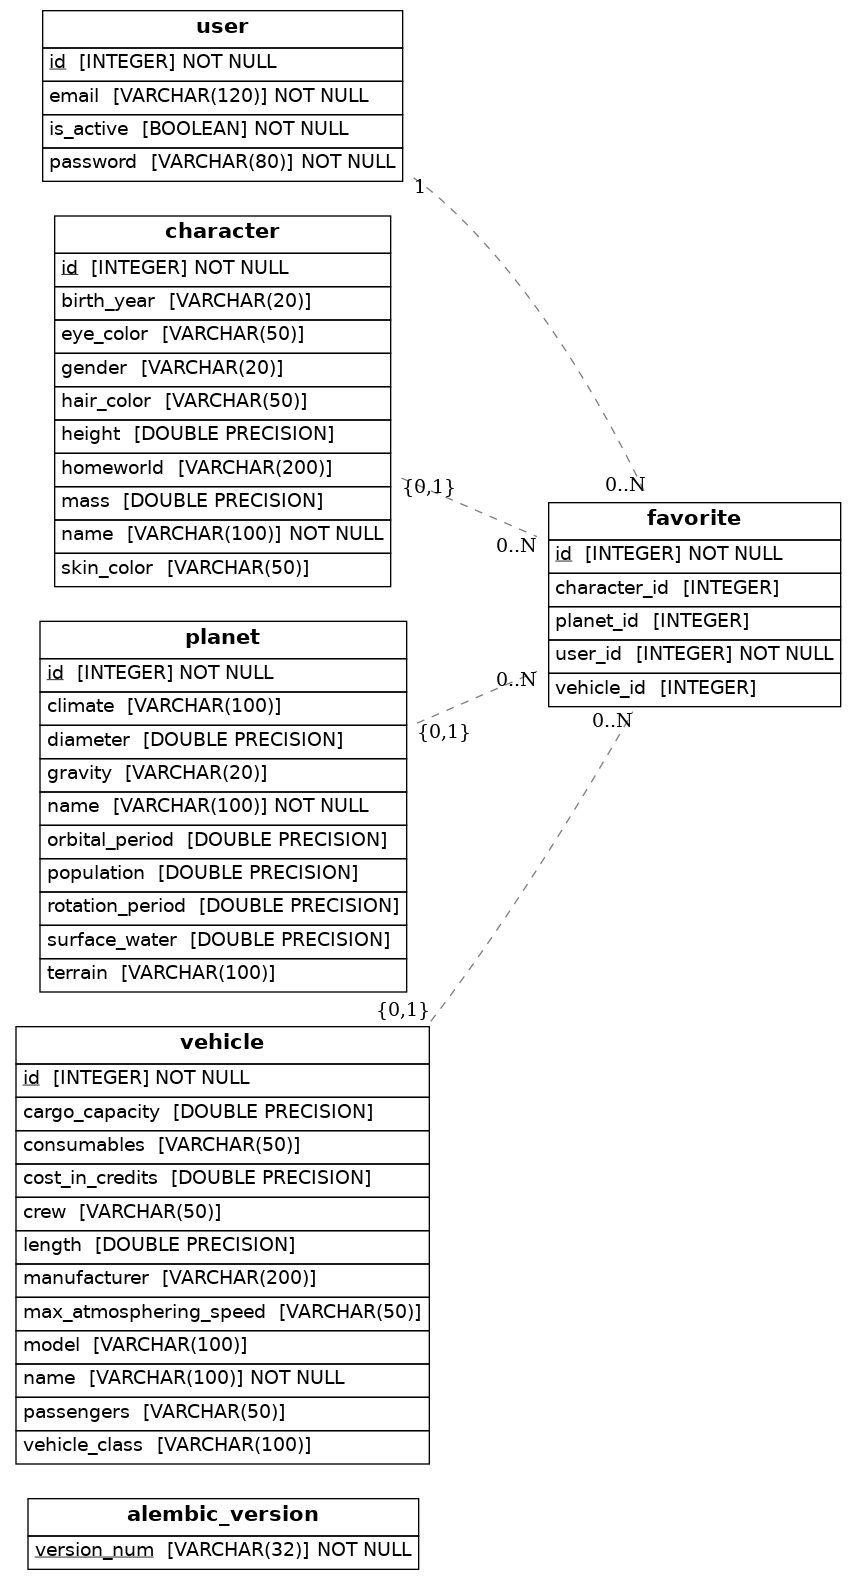 user
id [INTEGER] NOT NULL
email [VARCHAR(120)] NOT NULL
is_active [BOOLEAN] NOT NULL
password [VARCHAR(80)] NOT NULL
1
character
id [INTEGER] NOT NULL
birth_year [VARCHAR(20)]
eye_color [VARCHAR(50)]
gender [VARCHAR(20)]
hair_color [VARCHAR(50)]
height [DOUBLE PRECISION]
homeworld [VARCHAR(200)]
mass [DOUBLE PRECISION]
name [VARCHAR(100)] NOT NULL
skin_color [VARCHAR(50)]
{0,1}
0..N
0..N
favorite
id [INTEGER] NOT NULL
character_id [INTEGER]
planet_id [INTEGER]
user_id [INTEGER] NOT NULL
vehicle_id [INTEGER]
0..N
0..N
planet
id [INTEGER] NOT NULL
climate [VARCHAR(100)]
diameter [DOUBLE PRECISION]
gravity [VARCHAR(20)]
name [VARCHAR(100)] NOT NULL
orbital_period [DOUBLE PRECISION]
population [DOUBLE PRECISION]
rotation_period [DOUBLE PRECISION]
surface_water [DOUBLE PRECISION]
terrain [VARCHAR(100)]
{0,1}
{0,1}
vehicle
id [INTEGER] NOT NULL
cargo_capacity [DOUBLE PRECISION]
consumables [VARCHAR(50)]
cost_in_credits [DOUBLE PRECISION]
crew [VARCHAR(50)]
length [DOUBLE PRECISION]
manufacturer [VARCHAR(200)]
max_atmosphering_speed [VARCHAR(50)]
model [VARCHAR(100)]
name [VARCHAR(100)] NOT NULL
passengers [VARCHAR(50)]
vehicle_class [VARCHAR(100)]
alembic_version
version_num [VARCHAR(32)] NOT NULL